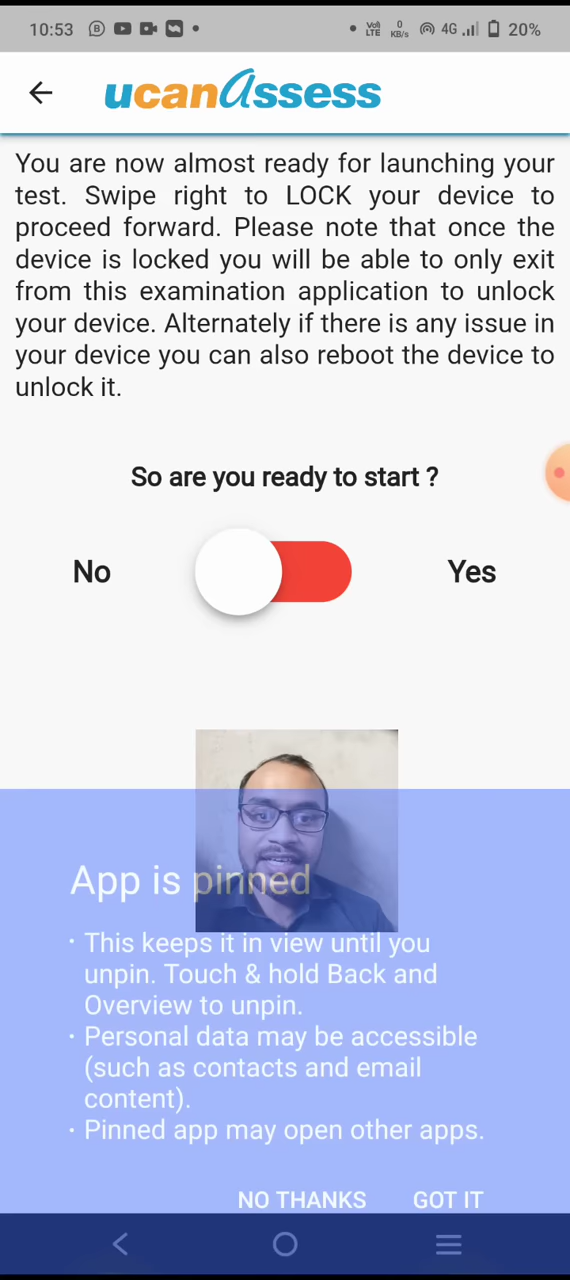 10:53
VoD
LTE
0
KB/s
4G
20%
ucanAssess
You are now almost ready for launching your
test. Swipe right to LOCK your device to
proceed forward. Please note that once the
device is locked you will be able to only exit
from this examination application to unlock
your device. Alternately if there is any issue in
your device you can also reboot the device to
unlock it.
So are you ready to start ?
No
Yes
App is pinned
• This keeps it in view until you
unpin. Touch & hold Back and
Overview to unpin.
• Personal data may be accessible
(such as contacts and email
content).
• Pinned app may open other apps.
NO THANKS
GOT IT